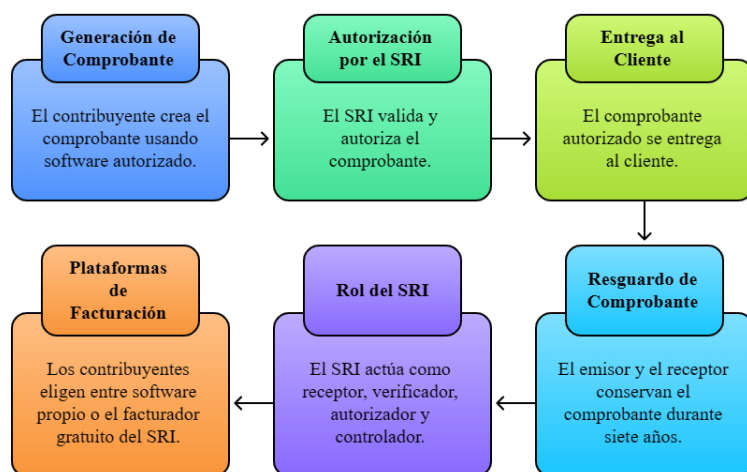 Generación de
Comprobante
El contribuyente crea el
comprobante usando
software autorizado.
Autorización
por el SRI
El SRI valida y
autoriza el
comprobante.
Entrega al
Cliente
El comprobante
autorizado se entrega
al cliente.
Resguardo de
Comprobante
El emisor y el receptor
conservan el
comprobante durante
siete años.
Rol del SRI
El SRI actúa como
receptor, verificador,
autorizador y
controlador.
Plataformas
de
Facturación
Los contribuyentes
eligen entre software
propio o el facturador
gratuito del SRI.